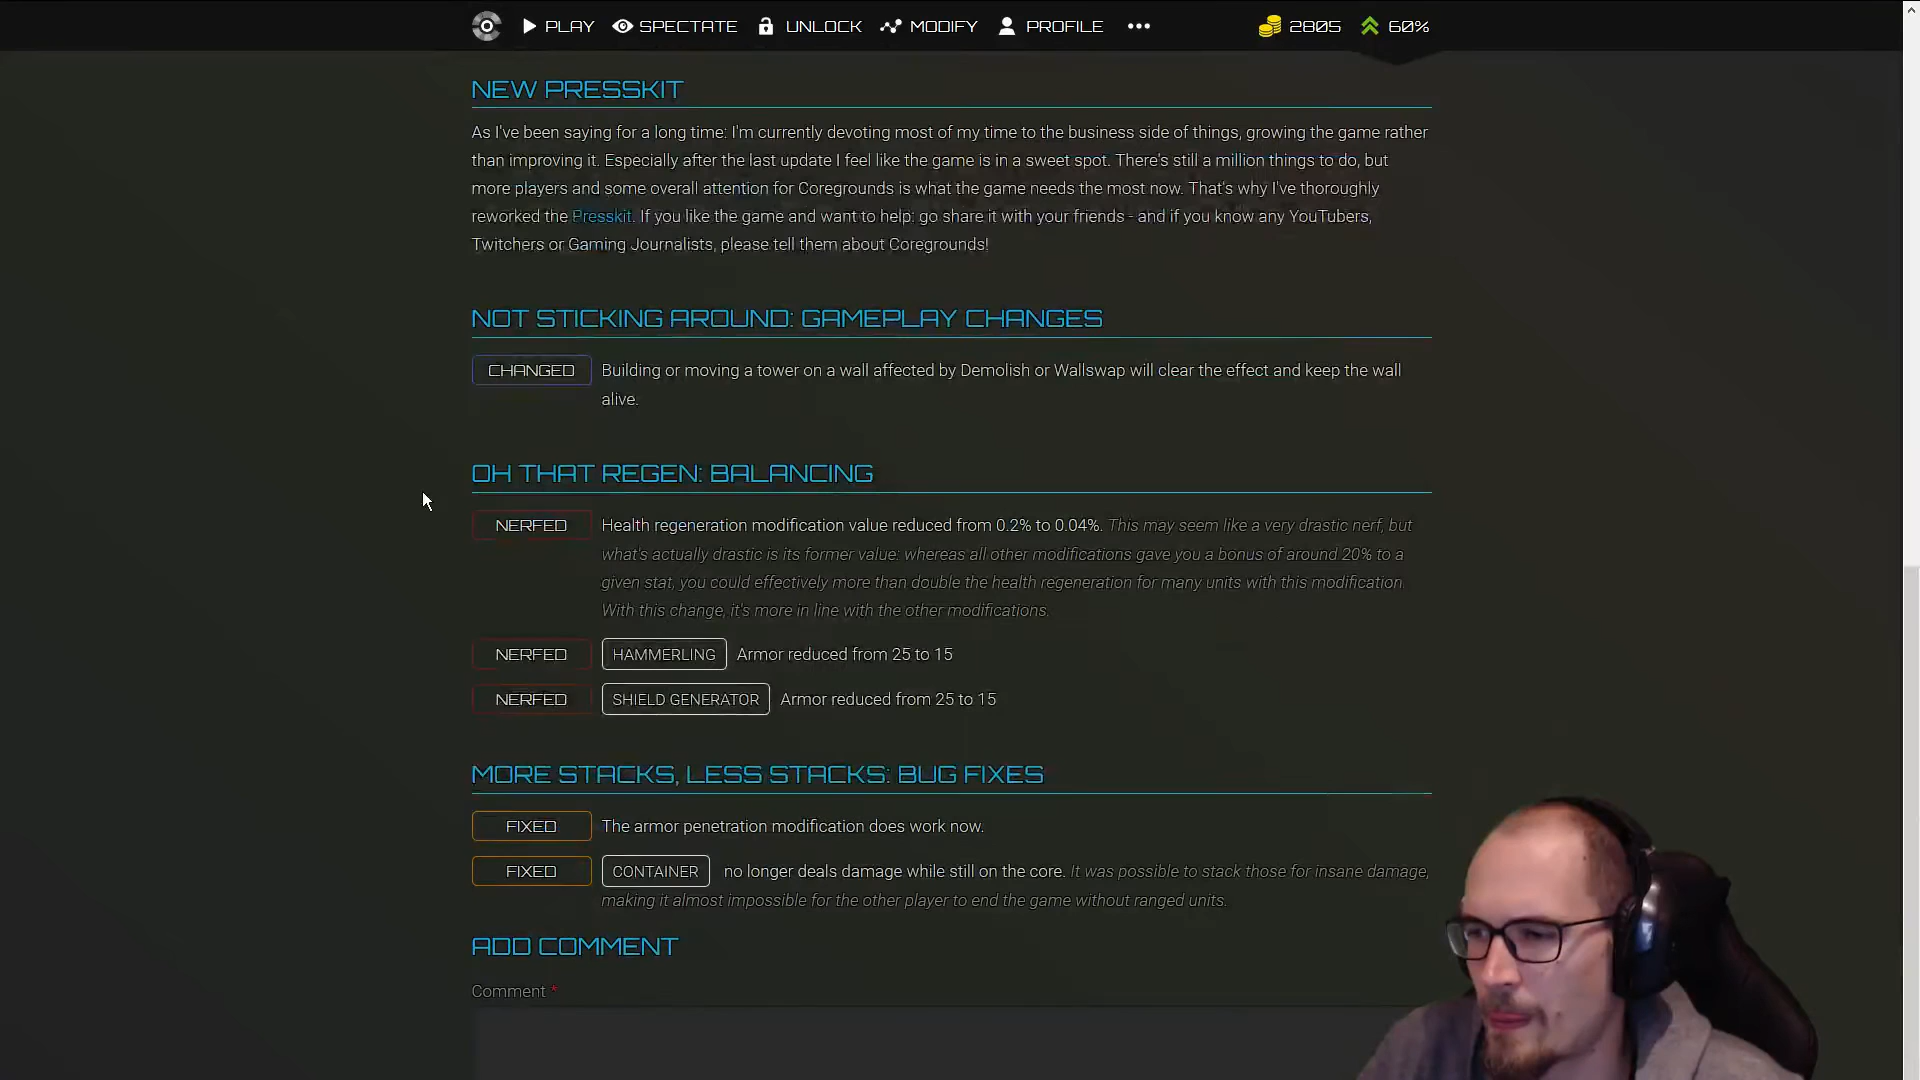 PLAY SPECTATE UNLOCK MODIFY PROFILE ••• 2805 60%
NEW PRESSKIT
As I've been saying for a long time: I'm currently devoting most of my time to the business side of things, growing the game rather
than improving it. Especially after the last update I feel like the game is in a sweet spot. There's still a million things to do, but
more players and some overall attention for Coregrounds is what the game needs the most now. That's why I've thoroughly
reworked the Presskit. If you like the game and want to help: go share it with your friends - and if you know any YouTubers,
Twitchers or Gaming Journalists, please tell them about Coregrounds!
NOT STICKING AROUND: GAMEPLAY CHANGES
CHANGED Building or moving a tower on a wall affected by Demolish or Wallswap will clear the effect and keep the wall
alive.
OH THAT REGEN: BALANCING
NERFED Health regeneration modification value reduced from 0.2% to 0.04%. This may seem like a very drastic nerf, but
what's actually drastic is its former value: whereas all other modifications gave you a bonus of around 20% to a
given stat, you could effectively more than double the health regeneration for many units with this modification.
With this change, it's more in line with the other modifications.
NERFED HAMMERLING Armor reduced from 25 to 15
NERFED SHIELD GENERATOR Armor reduced from 25 to 15
MORE STACKS, LESS STACKS: BUG FIXES
FIXED The armor penetration modification does work now.
FIXED CONTAINER no longer deals damage while still on the core. It was possible to stack those for insane damage,
making it almost impossible for the other player to end the game without ranged units.
ADD COMMENT
Comment *